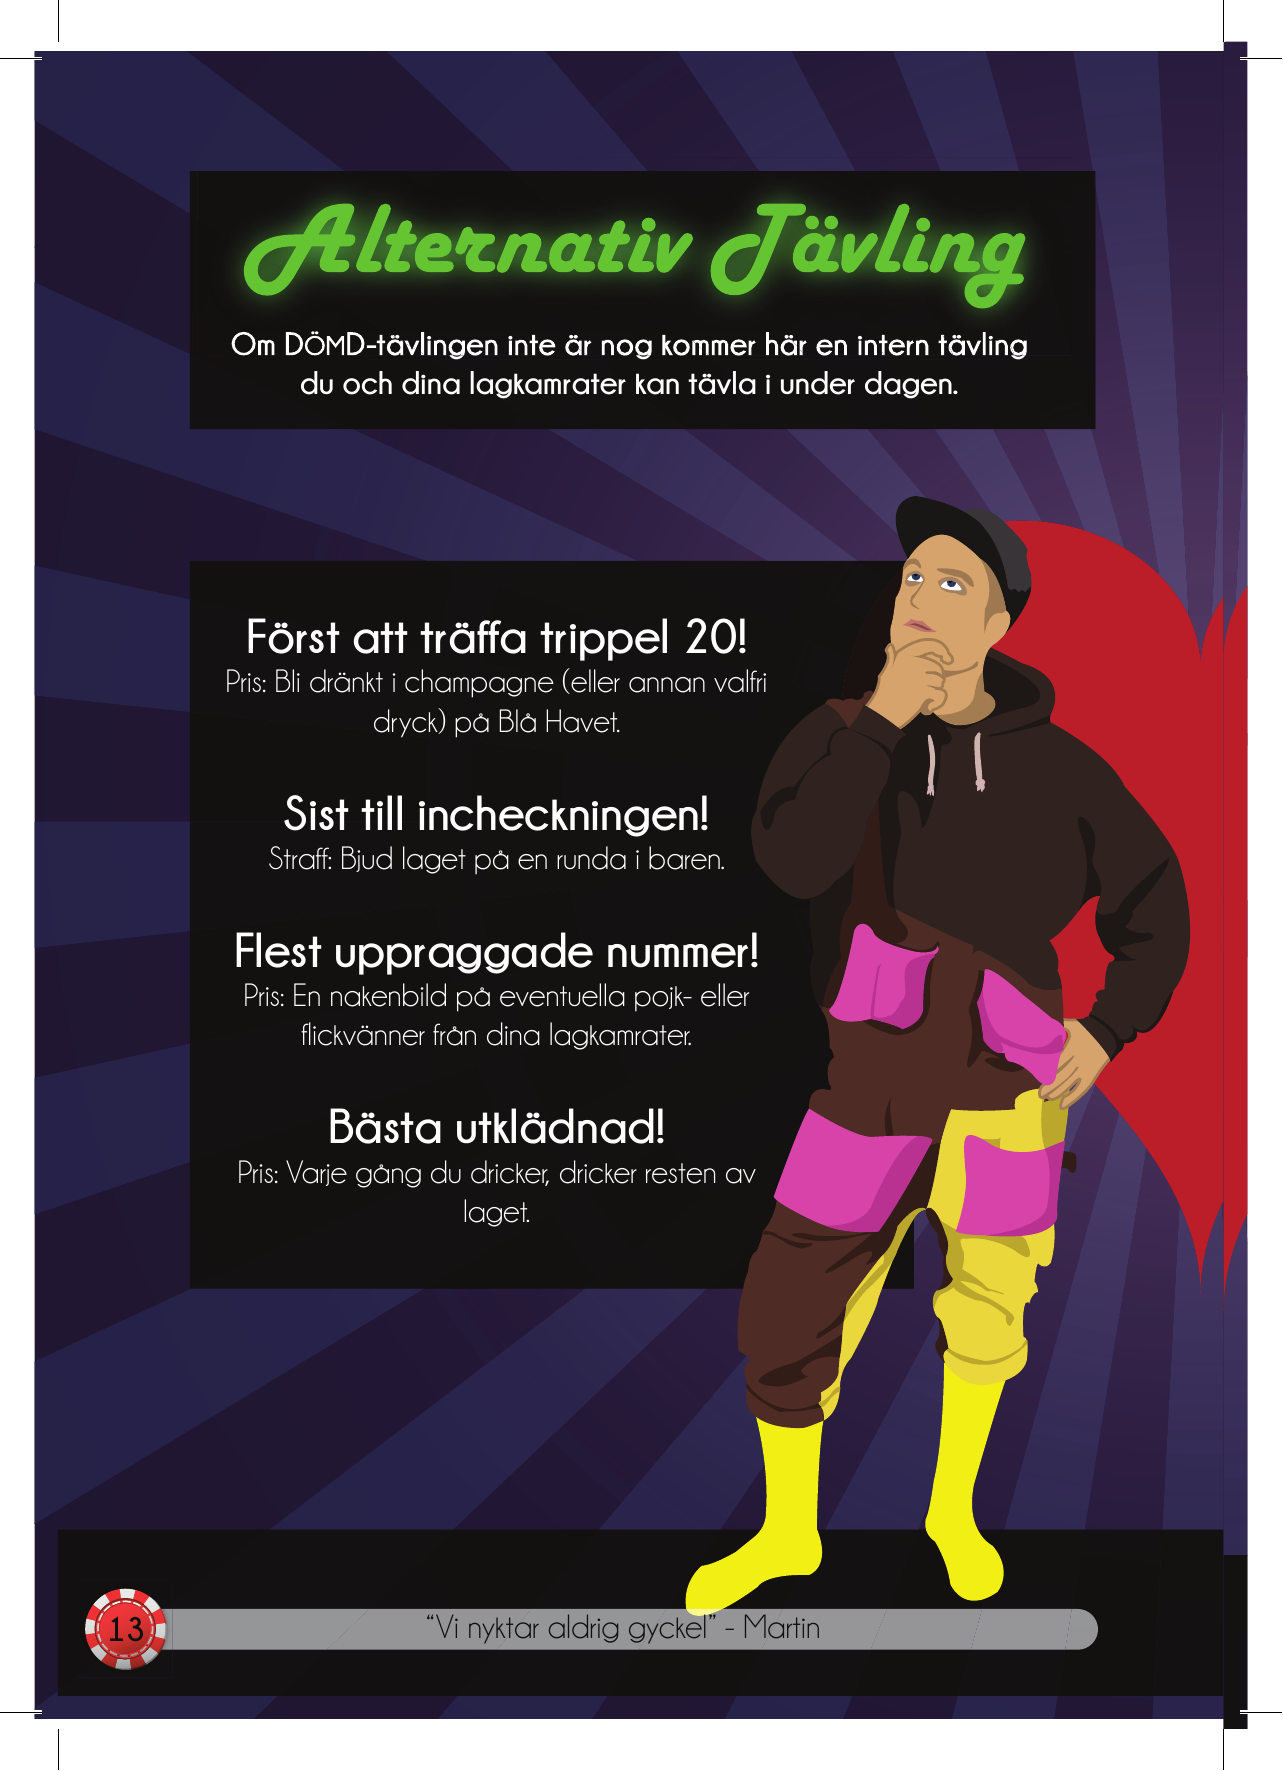 Alternativ Tävling
Om DÖMD-tävlingen inte är nog kommer här en intern tävling
du och dina lagkamrater kan tävla i under dagen.
Först att träffa trippel 20!
Pris: Bli dränkt i champagne (eller annan valfri
dryck) på Blå Havet.
Sist till incheckningen!
Straff: Bjud laget på en runda i baren.
Flest uppraggade nummer!
Pris: En nakenbild på eventuella pojk- eller
flickvänner från dina lagkamrater.
Bästa utklädnad!
Pris: Varje gång du dricker, dricker resten av
laget.
13
“Vi nyktar aldrig gyckel” - Martin